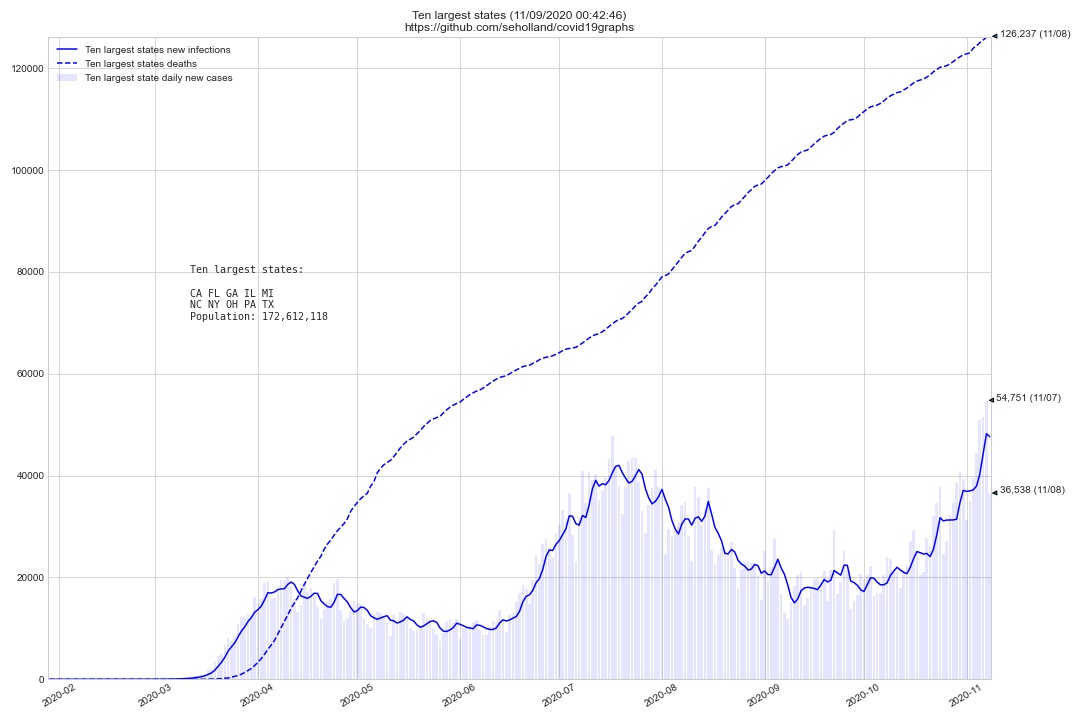 Ten largest states (11/09/2020 00:42:46)
https://github.com/seholland/covid19graphs
Ten largest states new infections
Ten largest states deaths
Ten largest state daily new cases
126,237 (11/08)
120000
100000
80000
60000
40000
20000
0
Ten largest states:
CA FL GA IL MI
NC NY OH PA TX
Population: 172,612,118
54,751 (11/07)
36,538 (11/08)
2020-02
2020-03
2020-04
2020-05
2020-06
2020-07
2020-08
2020-09
2020-10
2020-11